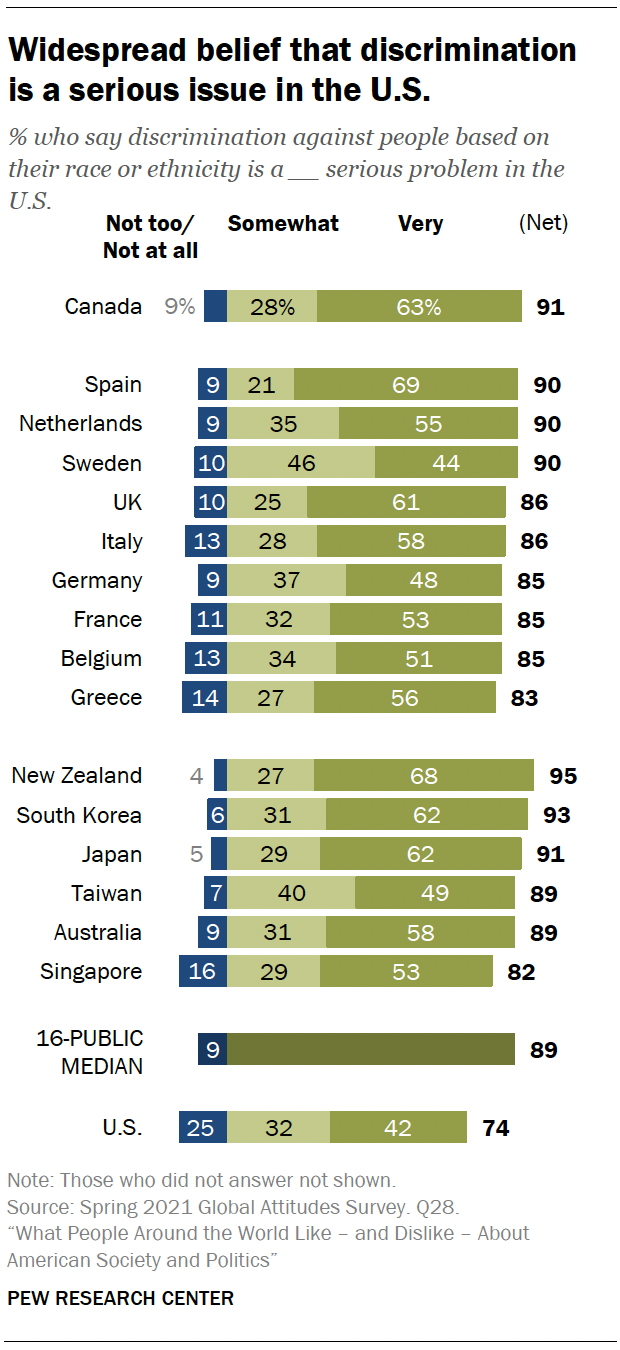 Widespread belief that discrimination
is a serious issue in the U.S.
% who say discrimination against people based on
their race or ethnicity is a __ serious problem in the
U.S.
Not too/ Somewhat Very (Net)
Not at all
Canada 9% 28% 63% 91
Spain 9 21 69 90
Netherlands 9 35 55 90
Sweden 10 46 44 90
UK 10 25 61 86
Italy 13 28 58 86
Germany 9 37 48 85
France 11 32 53 85
Belgium 13 34 51 85
Greece 14 27 56 83
New Zealand 4 27 68 95
South Korea 6 31 62 93
Japan 5 29 62 91
Taiwan 7 40 49 89
Australia 9 31 58 89
Singapore 16 29 53 82
16-PUBLIC
MEDIAN 9 89
U.S. 25 32 42 74
Note: Those who did not answer not shown.
Source: Spring 2021 Global Attitudes Survey. Q28.
“What People Around the World Like – and Dislike – About
American Society and Politics”
PEW RESEARCH CENTER